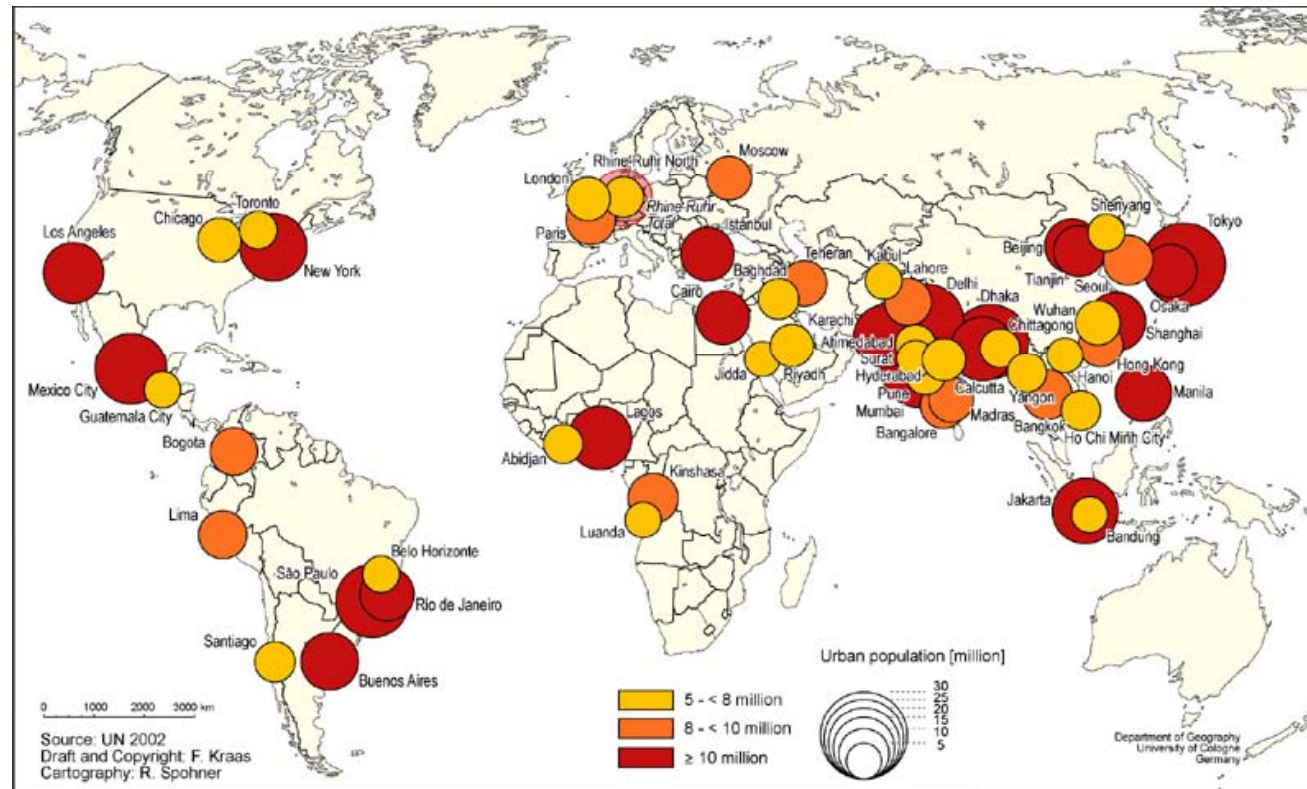 Los Angeles
Chicago
Toronto
New York
Mexico City
Guatemala City
Bogota
Lima
Belo Horizonte
São Paulo
Rio de Janeiro
Santiago
Buenos Aires
Rhine-Ruhr North
London
Rhine-Ruhr
Total
Paris
Moscow
Istanbul
Baghdad
Teheran
Cairo
Kabul
Lahore
Delhi
Dhaka
Karachi
Ahmedabad
Surat
Hyderabad
Pune
Mumbai
Bangalore
Madras
Calcutta
Chittagong
Jidda
Riyadh
Lagos
Abidjan
Kinshasa
Luanda
Shenyang
Beijing
Tianjin
Seoul
Tokyo
Osaka
Wuhan
Shanghai
Hong Kong
Hanoi
Yangon
Bangkok
Ho Chi Minh City
Manila
Jakarta
Bandung
0 1000 2000 3000 km
Source: UN 2002
Draft and Copyright: F. Kraas
Cartography: R. Spohner
5 - < 8 million
8 - < 10 million
≥ 10 million
Urban population [million]
30
25
20
15
10
5
Department of Geography
University of Cologne
Germany